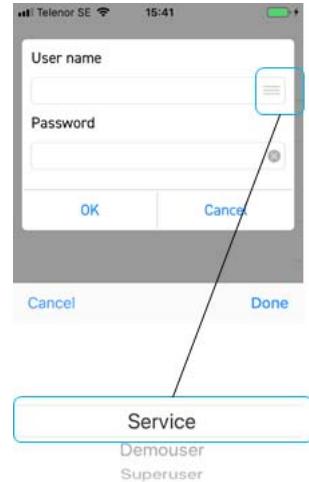 Telenor SE 15:41
User name
Password
OK Cancel
Cancel Done
Service
Demouser
Superuser